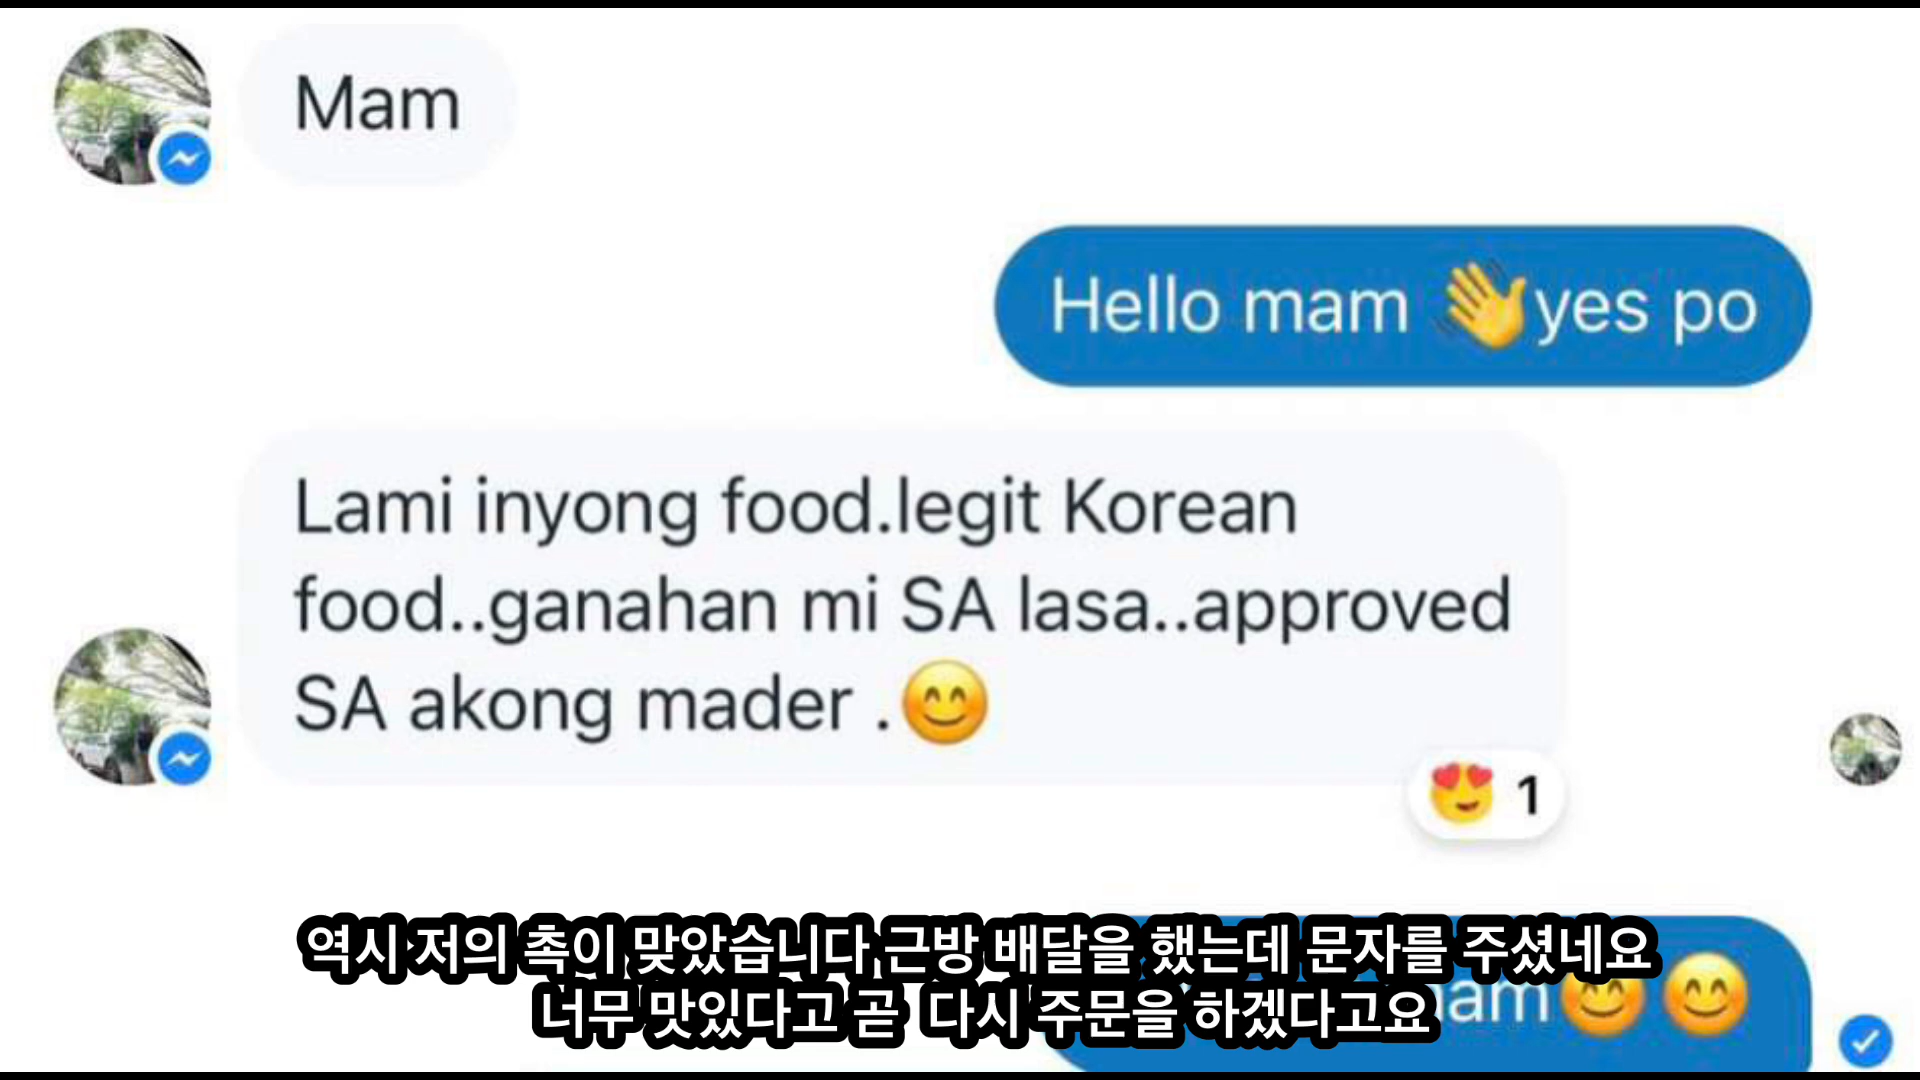 Mam
Hello mam 👋yes po
Lami inyong food.legit Korean
food..ganahan mi SA lasa..approved
SA akong mader .😊
😍 1
역시 저의 촉이 맞았습니다 근방 배달을 했는데 문자를 주셨네요
너무 맛있다고 곧 다시 주문을 하겠다고요
😊😊